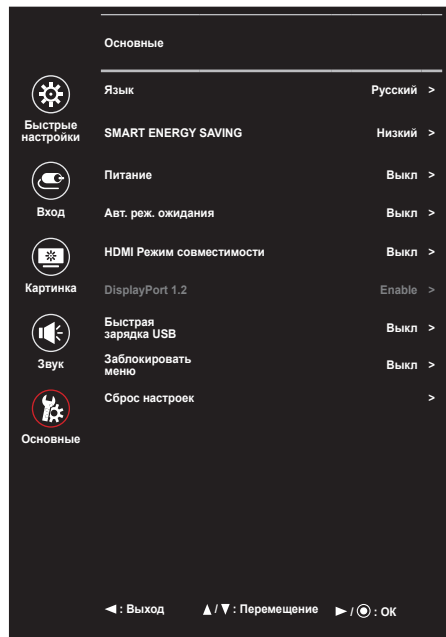 Основные
Быстрые
настройки
Вход
Картинка
Звук
Основные
Язык Русский >
SMART ENERGY SAVING Низкий >
Питание Выкл >
Авт. реж. ожидания Выкл >
HDMI Режим совместимости Выкл >
DisplayPort 1.2 Enable >
Быстрая
зарядка USB Выкл >
Заблокировать
меню Выкл >
Сброс настроек >
◄ : Выход ▲ / ▼ : Перемещение ► / ◉ : ОК